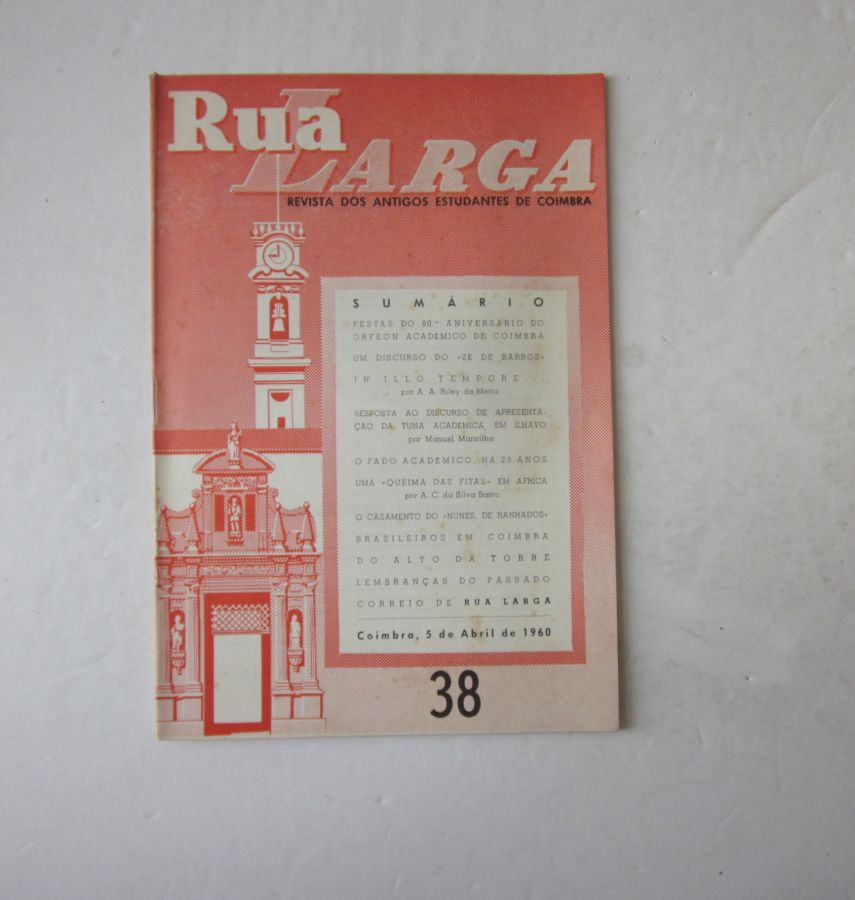 Rua LARGA
REVISTA DOS ANTIGOS ESTUDANTES DE COIMBRA
SUMÁRIO
FESTAS DO 80.º ANIVERSÁRIO DO
ORFEON ACADÉMICO DE COIMBRA
UM DISCURSO DO «ZÉ DE BARROS»
IN ILLO TEMPORE
por A. A. Riley da Motta
RESPOSTA AO DISCURSO DE APRESENTA-
ÇÃO DA TUNA ACADÉMICA, EM ILHAVO
por Manuel Mansilha
O FADO ACADÉMICO, HÁ 25 ANOS
UMA «QUEIMA DAS FITAS» EM AFRICA
por A. C. da Silva Basto
O CASAMENTO DO «NUNES, DE RANHADOS»
BRASILEIROS EM COIMBRA
DO ALTO DA TORRE
LEMBRANÇAS DO PASSADO
CORREIO DE RUA LARGA
Coimbra, 5 de Abril de 1960
38